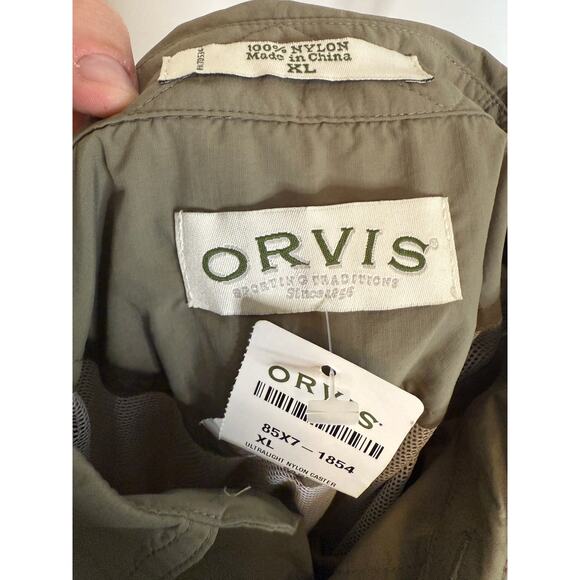 100% NYLON
Made in China
XL
ORVIS
SPORTING TRADITIONS
Since 1856
ORVIS
85X7-1854
XL
ULTRALIGHT NYLON CASTER